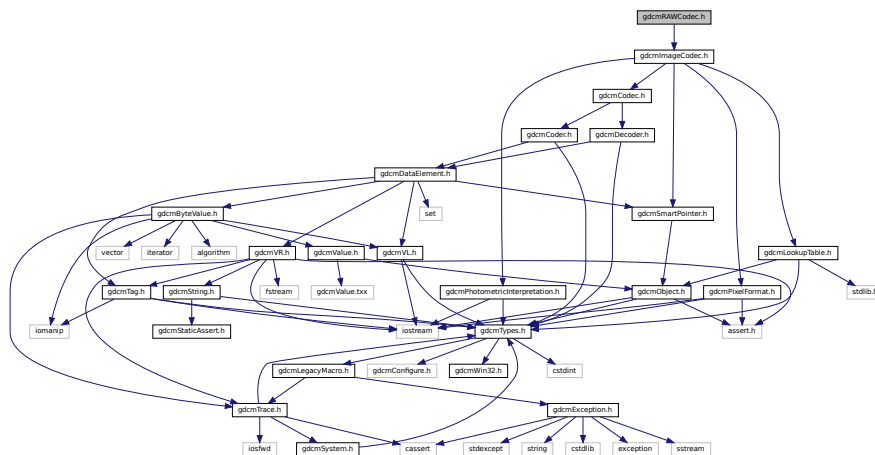 gdcmRAWCodec.h
gdcmImageCodec.h
gdcmCodec.h
gdcmCoder.h
gdcmDecoder.h
gdcmDataElement.h
gdcmByteValue.h
set
gdcmSmartPointer.h
vector
iterator
algorithm
gdcmVR.h
gdcmValue.h
gdcmVL.h
gdcmLookupTable.h
gdcmTag.h
gdcmString.h
fstream
gdcmValue.txx
gdcmPhotometricInterpretation.h
gdcmObject.h
gdcmPixelFormat.h
stdlib.h
iomanip
gdcmStaticAssert.h
iostream
gdcmTypes.h
assert.h
gdcmLegacyMacro.h
gdcmConfigure.h
gdcmWin32.h
cstdint
gdcmTrace.h
gdcmException.h
iosfwd
gdcmSystem.h
cassert
stdexcept
string
cstdlib
exception
sstream